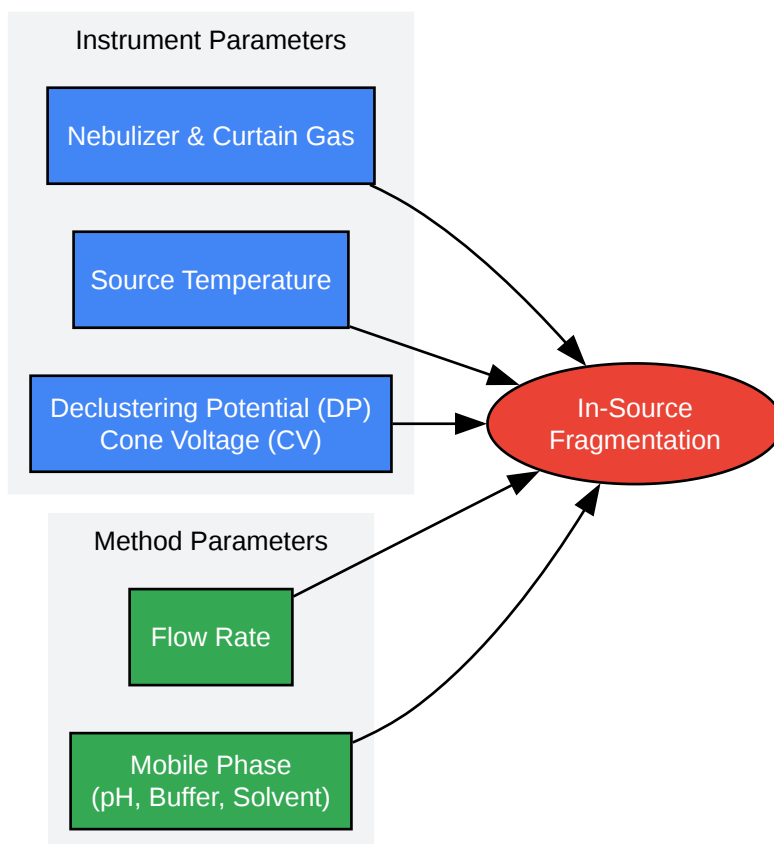 Instrument Parameters
Nebulizer & Curtain Gas
Source Temperature
Declustering Potential (DP)
Cone Voltage (CV)
In-Source
Fragmentation
Method Parameters
Flow Rate
Mobile Phase
(pH, Buffer, Solvent)